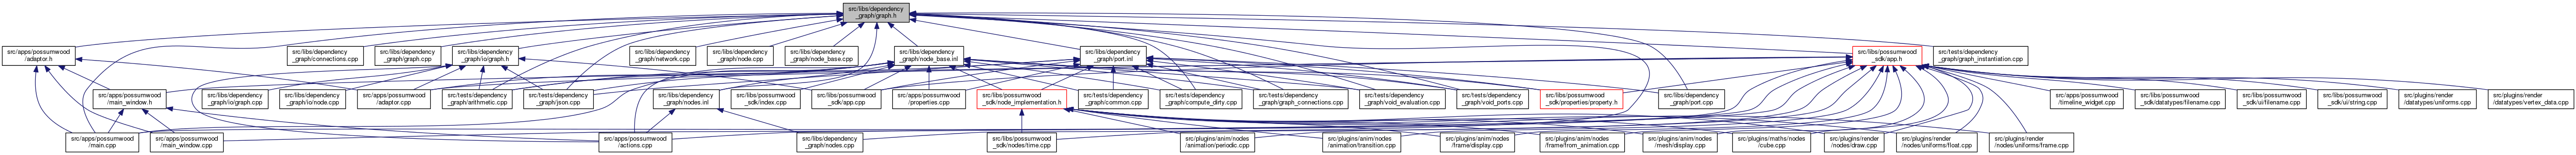 src/libs/dependency
_graph/graph.h
src/apps/possumwood
/adaptor.h
src/libs/dependency
_graph/connections.cpp
src/libs/dependency
_graph/graph.cpp
src/libs/dependency
_graph/io/graph.h
src/libs/dependency
_graph/network.cpp
src/libs/dependency
_graph/node.cpp
src/libs/dependency
_graph/node_base.cpp
src/libs/dependency
_graph/node_base.inl
src/libs/dependency
_graph/port.inl
src/libs/possumwood
_sdk/app.h
src/tests/dependency
_graph/graph_instantiation.cpp
src/apps/possumwood
/main_window.h
src/libs/dependency
_graph/io/graph.cpp
src/libs/dependency
_graph/io/node.cpp
src/apps/possumwood
/adaptor.cpp
src/tests/dependency
_graph/arithmetic.cpp
src/tests/dependency
_graph/json.cpp
src/libs/dependency
_graph/nodes.inl
src/libs/possumwood
_sdk/index.cpp
src/libs/possumwood
_sdk/app.cpp
src/apps/possumwood
/properties.cpp
src/libs/possumwood
_sdk/node_implementation.h
src/tests/dependency
_graph/common.cpp
src/tests/dependency
_graph/compute_dirty.cpp
src/tests/dependency
_graph/graph_connections.cpp
src/tests/dependency
_graph/void_evaluation.cpp
src/tests/dependency
_graph/void_ports.cpp
src/libs/possumwood
_sdk/properties/property.h
src/libs/dependency
_graph/port.cpp
src/apps/possumwood
/timeline_widget.cpp
src/libs/possumwood
_sdk/datatypes/filename.cpp
src/libs/possumwood
_sdk/ui/filename.cpp
src/libs/possumwood
_sdk/ui/string.cpp
src/plugins/render
/datatypes/uniforms.cpp
src/plugins/render
/datatypes/vertex_data.cpp
src/apps/possumwood
/main.cpp
src/apps/possumwood
/main_window.cpp
src/apps/possumwood
/actions.cpp
src/libs/dependency
_graph/nodes.cpp
src/libs/possumwood
_sdk/nodes/time.cpp
src/plugins/anim/nodes
/animation/periodic.cpp
src/plugins/anim/nodes
/animation/transition.cpp
src/plugins/anim/nodes
/frame/display.cpp
src/plugins/anim/nodes
/frame/from_animation.cpp
src/plugins/anim/nodes
/mesh/display.cpp
src/plugins/maths/nodes
/cube.cpp
src/plugins/render
/nodes/draw.cpp
src/plugins/render
/nodes/uniforms/float.cpp
src/plugins/render
/nodes/uniforms/frame.cpp